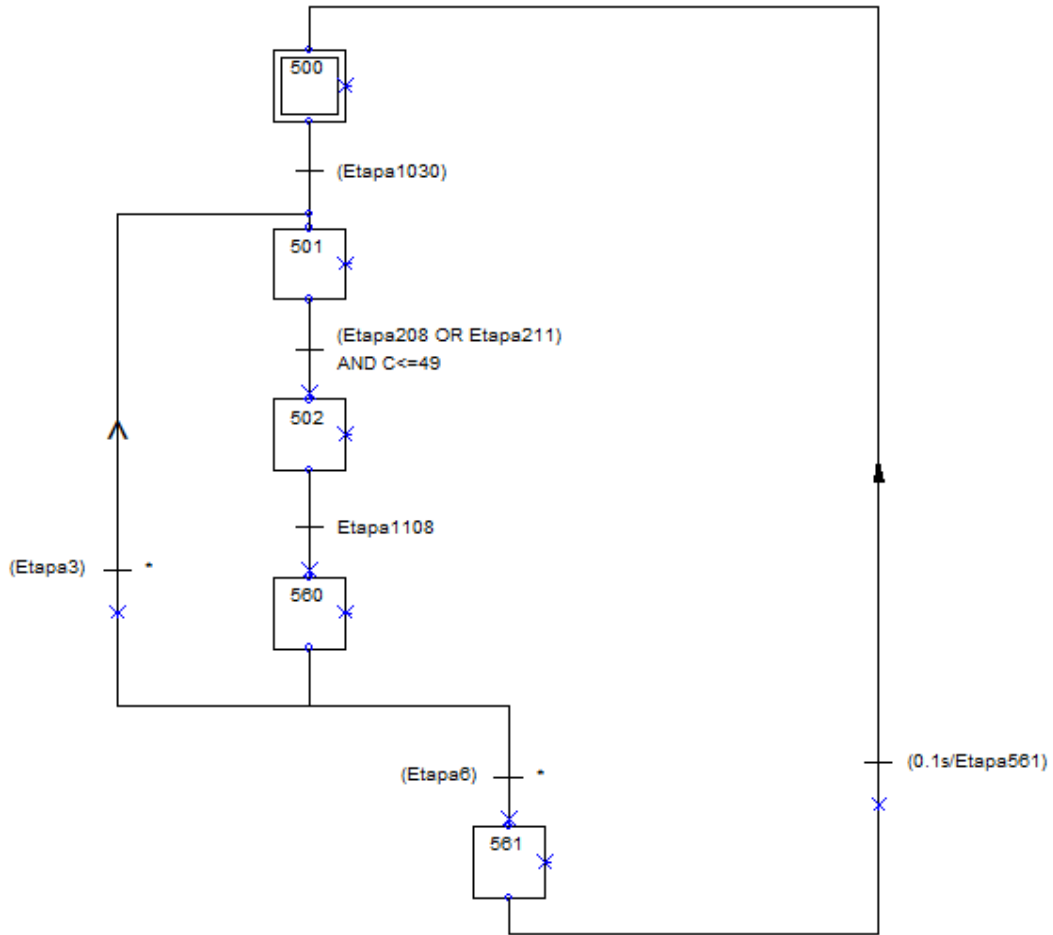 500
(Etapa1030)
501
(Etapa208 OR Etapa211)
AND C<=49
502
Etapa1108
(Etapa3) *
560
(Etapa6) *
(0.1s/Etapa561)
561